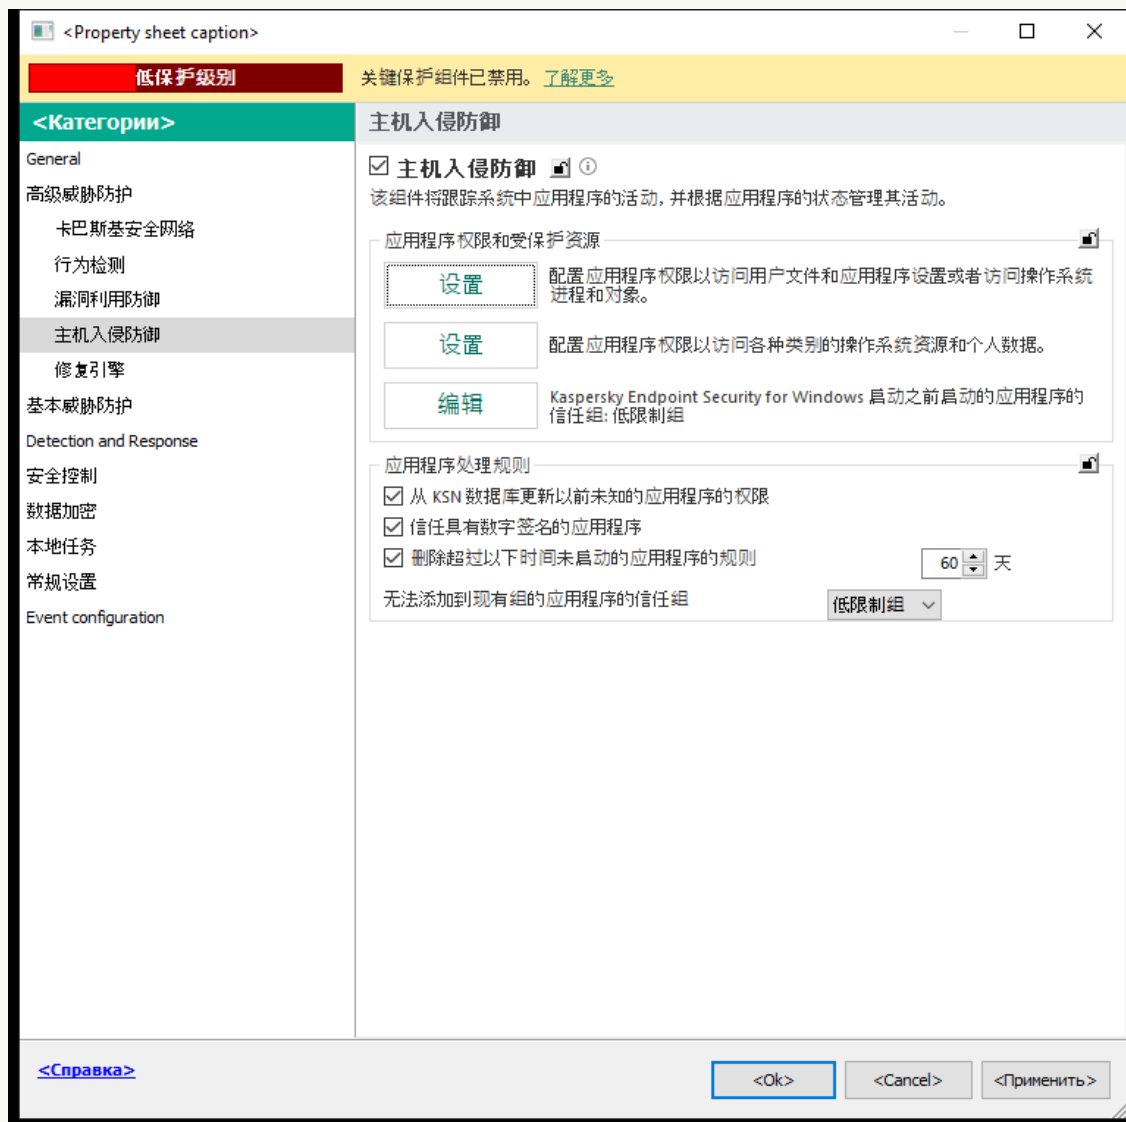 <Property sheet caption>
低保护级别
关键保护组件已禁用。 了解更多
<Категории>
General
高级威胁防护
卡巴斯基安全网络
行为检测
漏洞利用防御
主机入侵防御
修复引擎
基本威胁防护
Detection and Response
安全控制
数据加密
本地任务
常规设置
Event configuration
主机入侵防御
主机入侵防御
该组件将跟踪系统中应用程序的活动, 并根据应用程序的状态管理其活动。
应用程序权限和受保护资源
设置
配置应用程序权限以访问用户文件和应用程序设置或者访问操作系统
进程和对象。
设置
配置应用程序权限以访问各种类别的操作系统资源和个人数据。
编辑
Kaspersky Endpoint Security for Windows 启动之前启动的应用程序的
信任组: 低限制组
应用程序处理规则
从 KSN 数据库更新以前未知的应用程序的权限
信任具有数字签名的应用程序
删除超过以下时间未启动的应用程序的规则
60 天
无法添加到现有组的应用程序的信任组
低限制组
<Справка>
<Ok>
<Cancel>
<Применить>